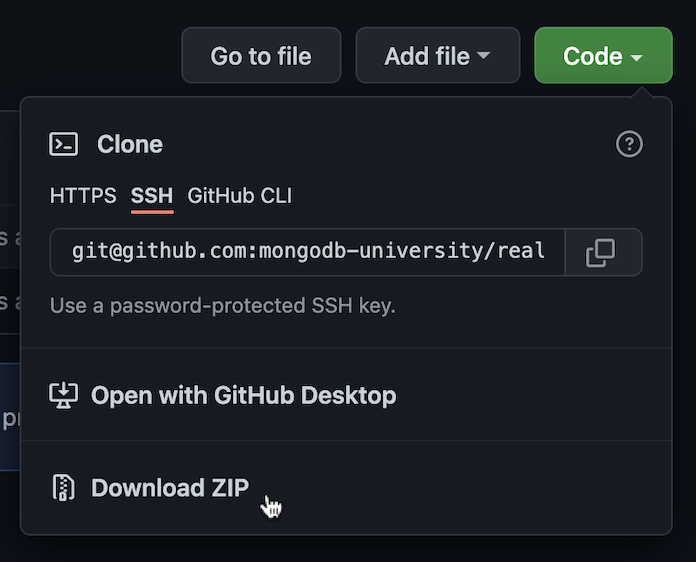 Go to file Add file Code
Clone
HTTPS SSH GitHub CLI
git@github.com:mongodb-university/real
Use a password-protected SSH key.
Open with GitHub Desktop
Download ZIP